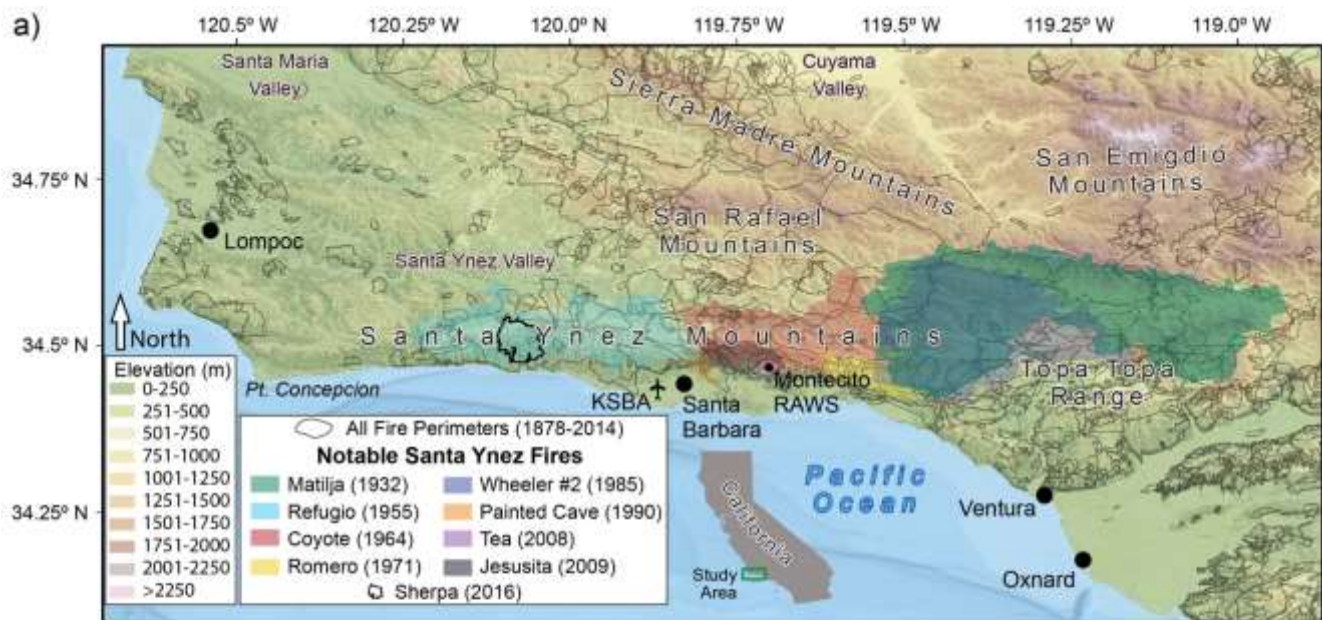 a)
120.5° W 120.25° W 120.0° W 119.75° W 119.5° W 119.25° W 119.0° W
Santa Maria
Valley
Cuyama
Valley
Sierra Madre Mountains
San Emigdio
Mountains
34.75° N
San Rafael
Mountains
Lompoc
Santa Ynez Valley
Santa Ynez Mountains
North
34.5° N
Topa Topa
Range
Montecito
RAWS
Pt. Concepcion
KSBA
Santa
Barbara
Elevation (m)
0-250
251-500
501-750
751-1000
1001-1250
1251-1500
1501-1750
1751-2000
2001-2250
>2250
All Fire Perimeters (1878-2014)
Notable Santa Ynez Fires
Matilja (1932) Wheeler #2 (1985)
Refugio (1955) Painted Cave (1990)
Coyote (1964) Tea (2008)
Romero (1971) Jesusita (2009)
Sherpa (2016)
California
Study
Area
Pacific
Ocean
34.25° N
Ventura
Oxnard